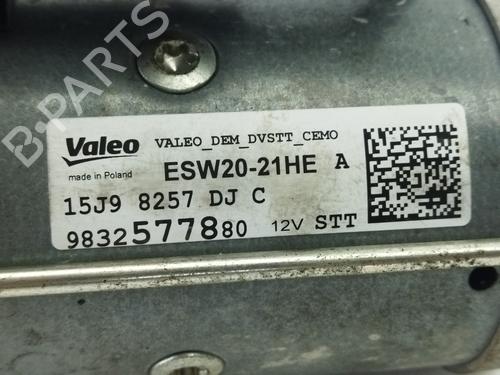 B-PARTS
Valeo
VALEO_DEM_DVSTT_CEMO
made in Poland
ESW20-21HE A
15J9 8257 DJ C
9832577880 12V STT